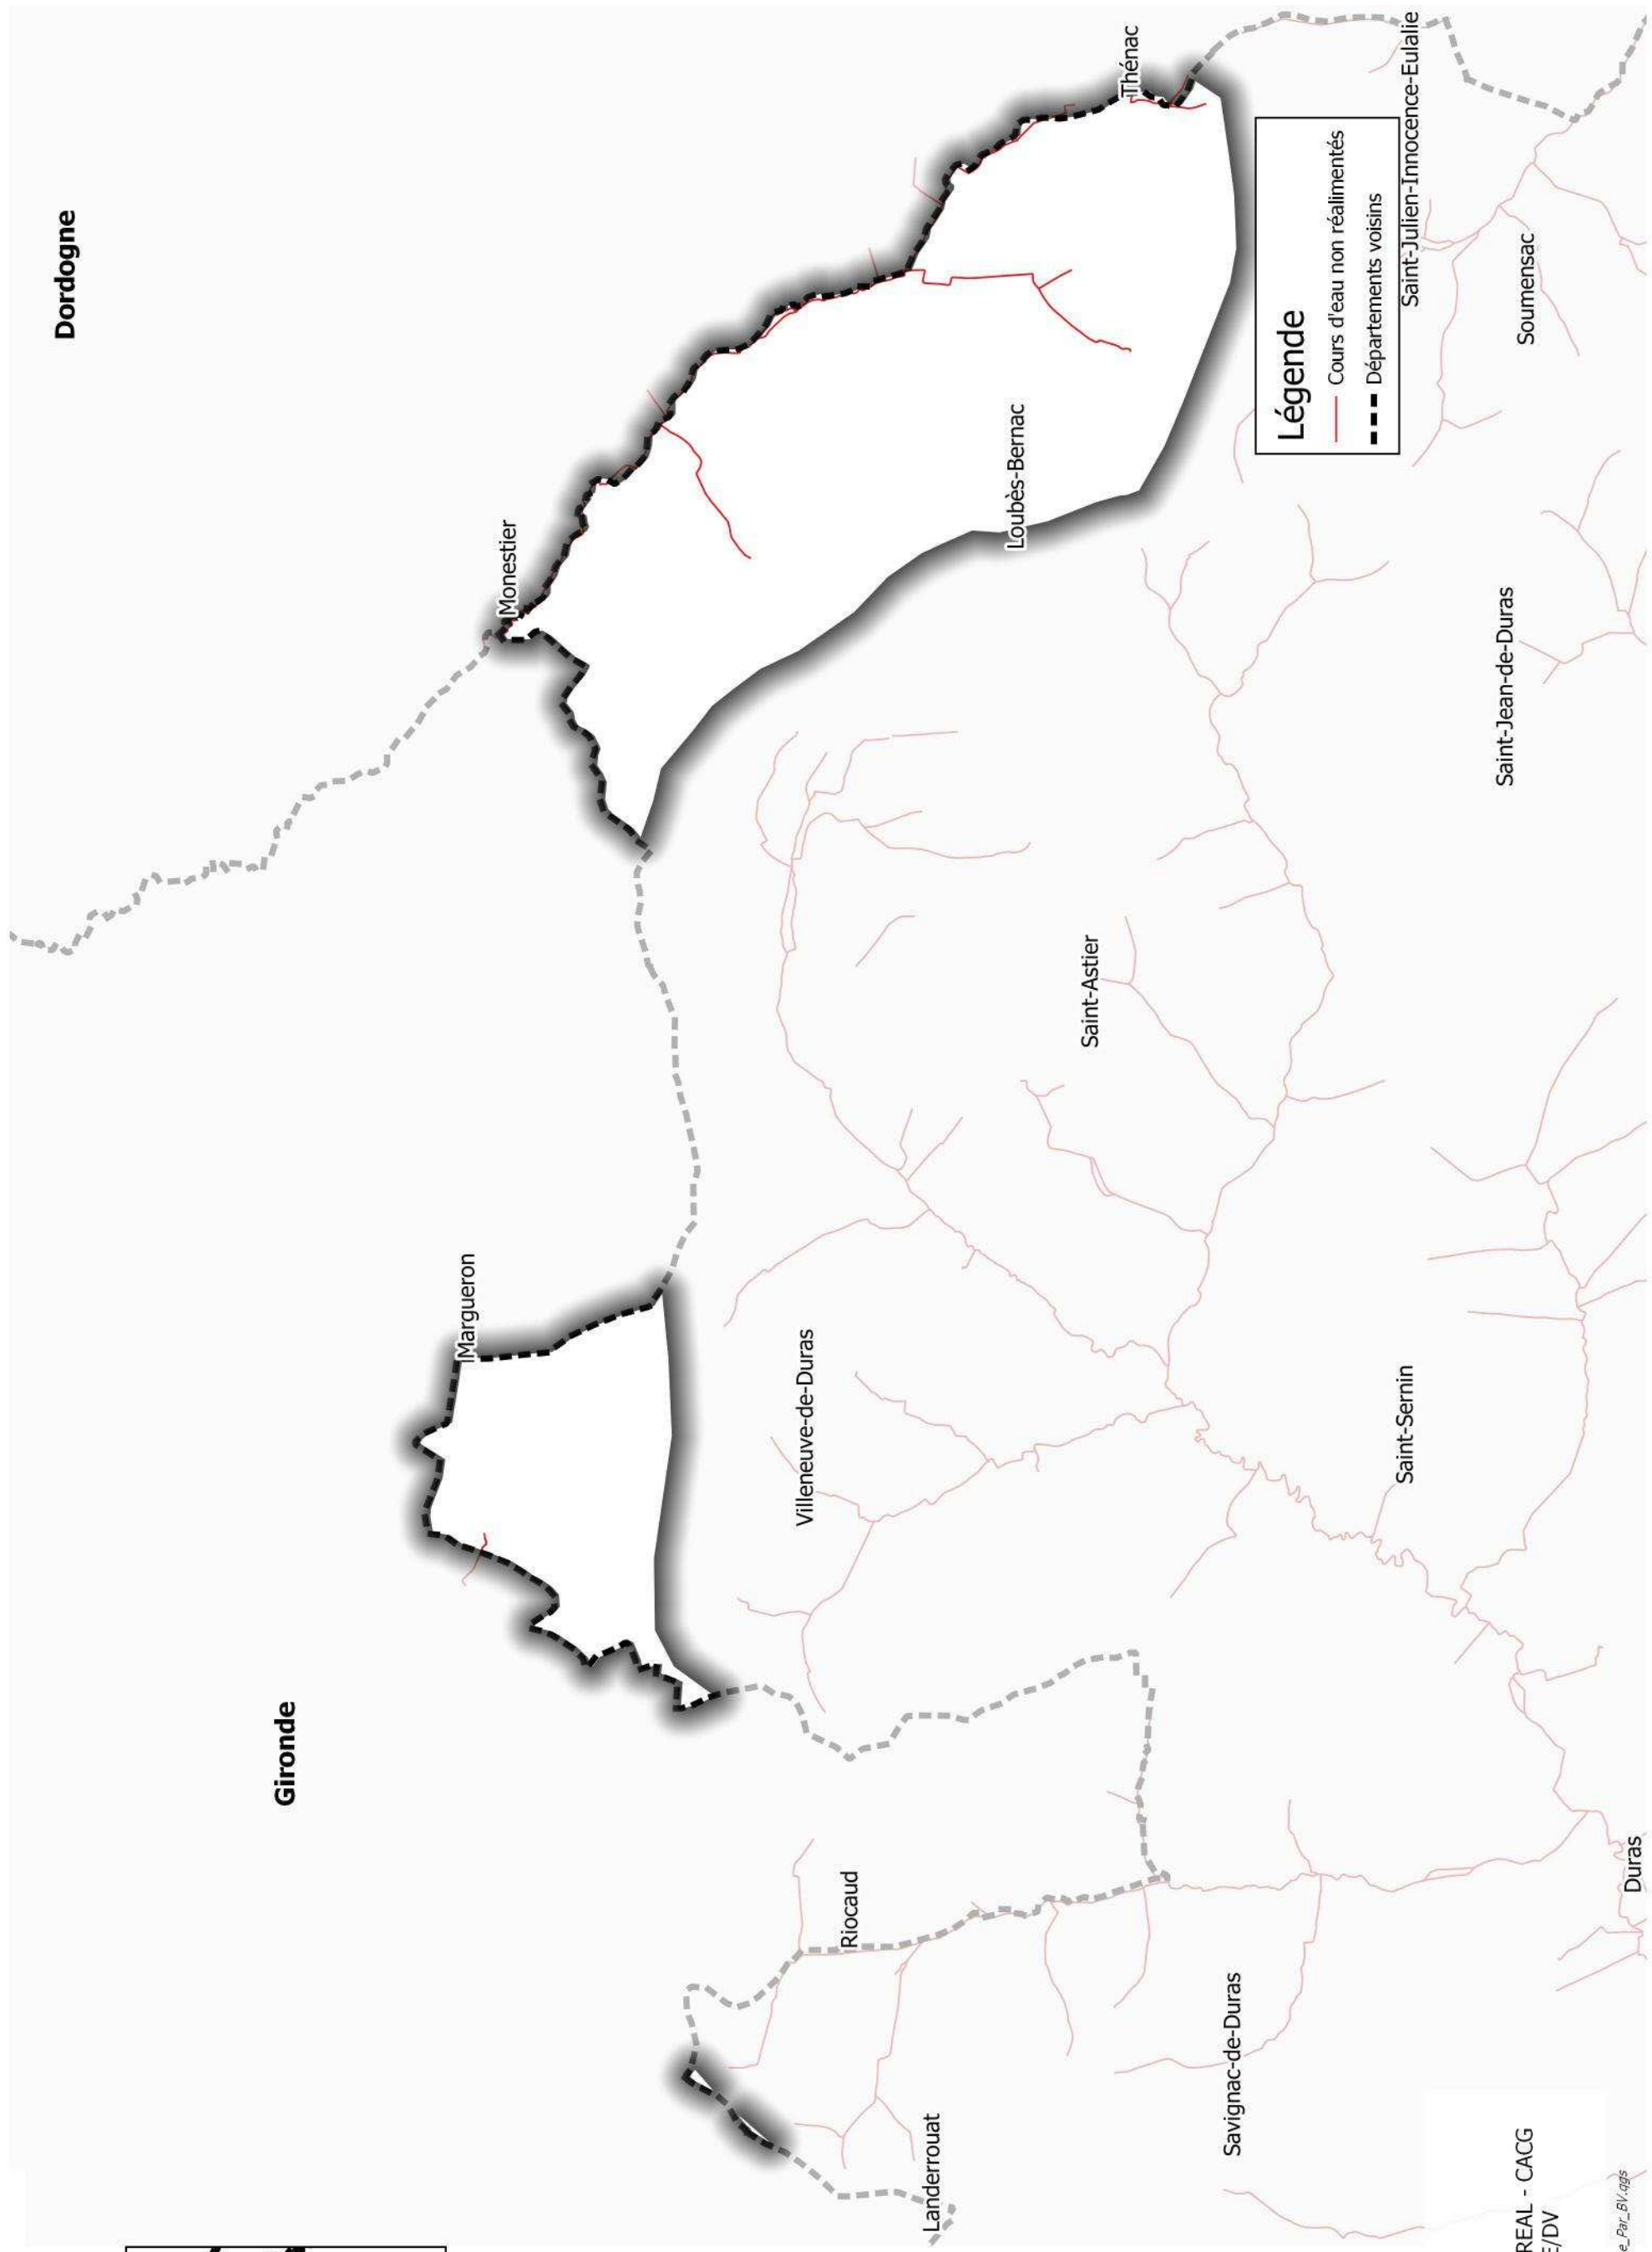 Dordogne
Gironde
Thénac
Monestier
Margueron
Loubès-Bernac
Légende
Cours d'eau non réalimentés
Départements voisins
Saint-Julien-Innocence-Eulalie
Soumensac
Saint-Jean-de-Duras
Saint-Astier
Villeneuve-de-Duras
Saint-Sernin
Riocaud
Landerrouat
Savignac-de-Duras
Duras
REAL - CACG
E/DV
e_Par_BV.qgs